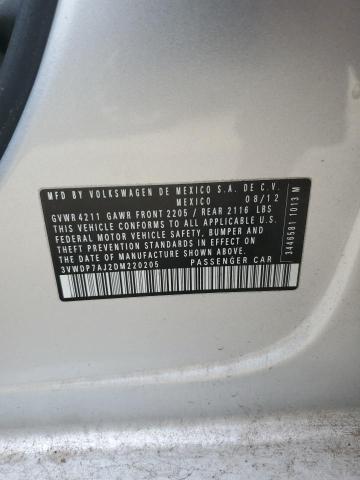 MFD BY VOLKSWAGEN DE MEXICO S.A. DE C.V.
MEXICO 08/12
GVWR 4211 GAWR FRONT 2205 / REAR 2116 LBS
THIS VEHICLE CONFORMS TO ALL APPLICABLE U.S.
FEDERAL MOTOR VEHICLE SAFETY, BUMPER AND
THEFT PREVENTION STANDARDS IN EFFECT ON THE
DATE OF MANUFACTURE SHOWN ABOVE.
3VWDP7AJ2DM220205 PASSENGER CAR
3446581 1013 M